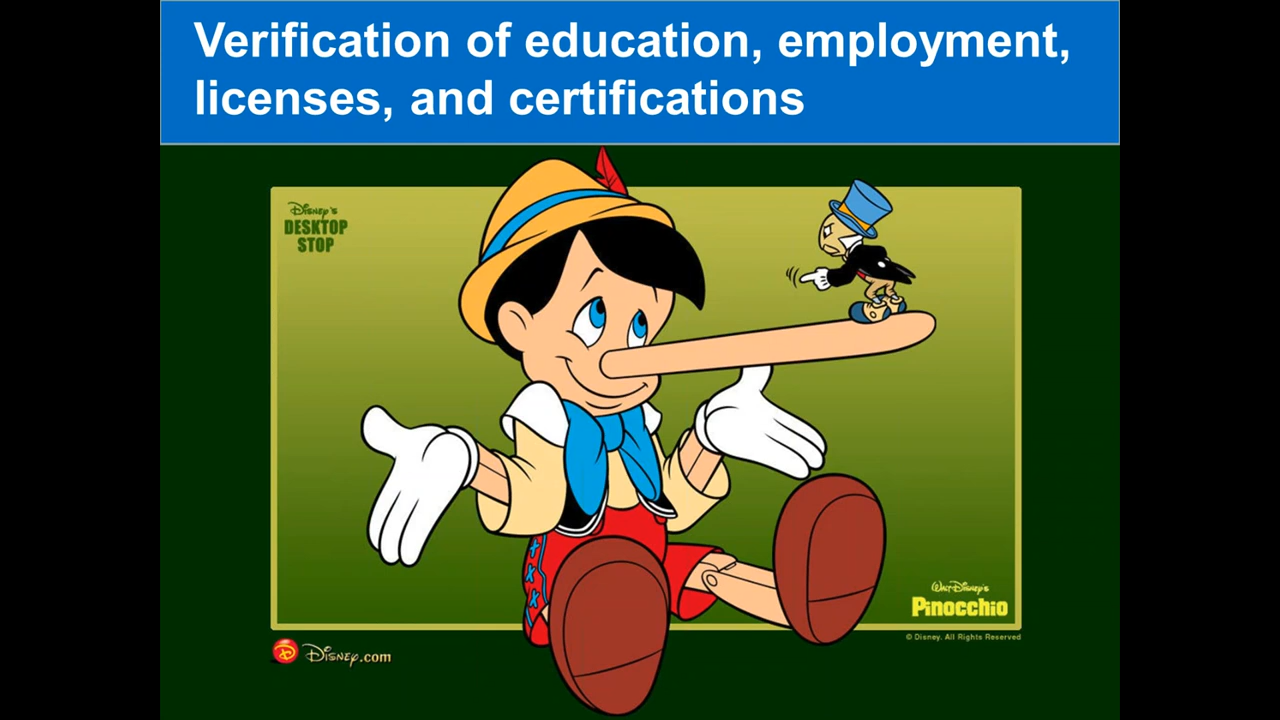 Verification of education, employment,
licenses, and certifications
Disney's
DESKTOP
STOP
Walt Disney's
Pinocchio
© Disney. All Rights Reserved
Disney.com